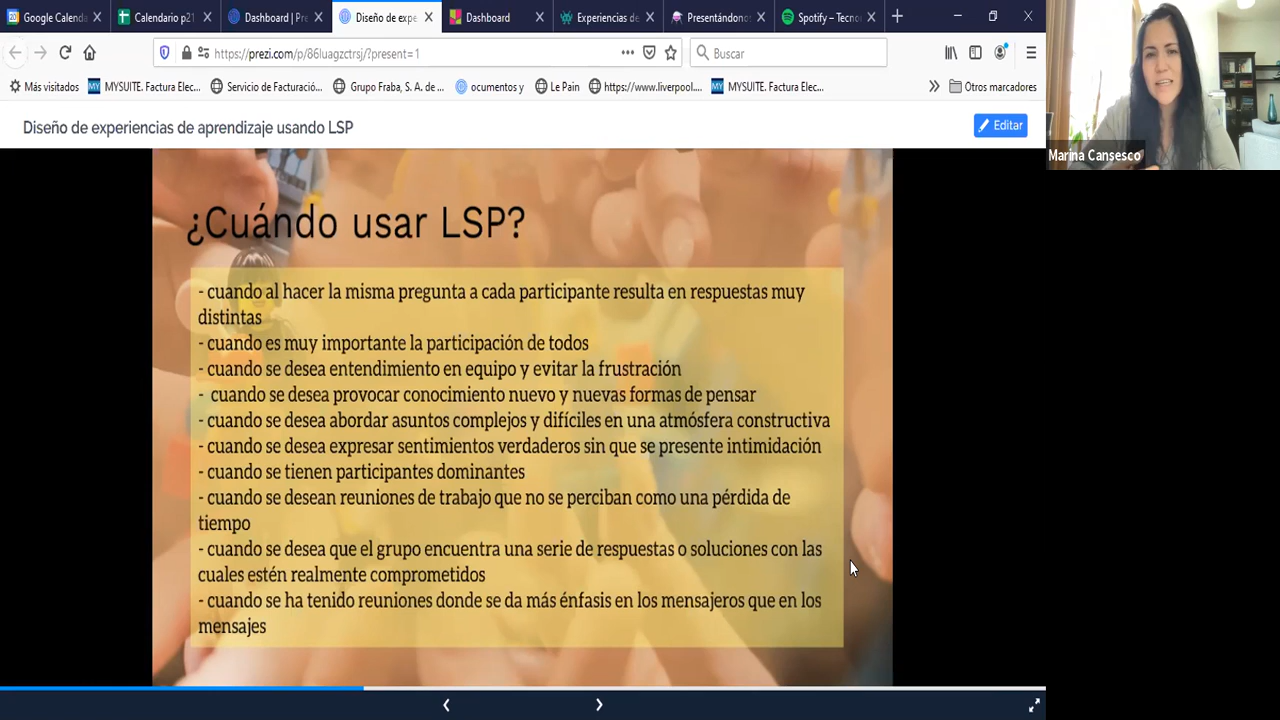 Google Calenda
Calendario p21
Dashboard | Pre
Diseño de expe
Dashboard
Experiencias de
Presentándono
Spotify – Tecno
https://prezi.com/p/86luagzctrsj/?present=1
Buscar
Más visitados
MYSUITE. Factura Elec...
Servicio de Facturació...
Grupo Fraba, S. A. de ...
ocumentos y
Le Pain
https://www.liverpool....
MYSUITE. Factura Elec...
Otros marcadores
Diseño de experiencias de aprendizaje usando LSP
Editar
Marina Cansesco
¿Cuándo usar LSP?
- cuando al hacer la misma pregunta a cada participante resulta en respuestas muy
distintas
- cuando es muy importante la participación de todos
- cuando se desea entendimiento en equipo y evitar la frustración
- cuando se desea provocar conocimiento nuevo y nuevas formas de pensar
- cuando se desea abordar asuntos complejos y difíciles en una atmósfera constructiva
- cuando se desea expresar sentimientos verdaderos sin que se presente intimidación
- cuando se tienen participantes dominantes
- cuando se desean reuniones de trabajo que no se perciban como una pérdida de
tiempo
- cuando se desea que el grupo encuentra una serie de respuestas o soluciones con las
cuales estén realmente comprometidos
- cuando se ha tenido reuniones donde se da más énfasis en los mensajeros que en los
mensajes